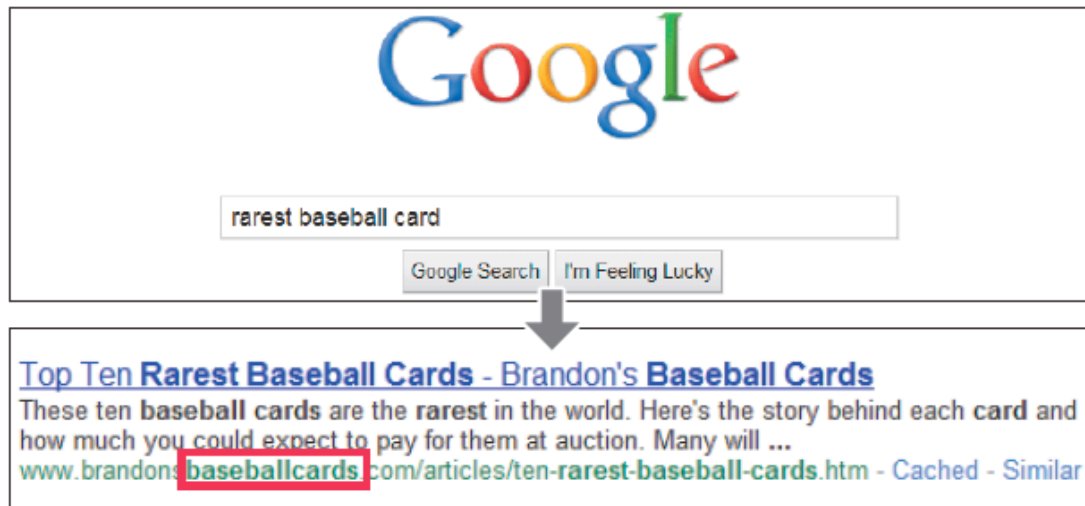 Google
rarest baseball card
Google Search I'm Feeling Lucky
Top Ten Rarest Baseball Cards - Brandon's Baseball Cards
These ten baseball cards are the rarest in the world. Here's the story behind each card and
how much you could expect to pay for them at auction. Many will ...
www.brandonsbaseballcards.com/articles/ten-rarest-baseball-cards.htm - Cached - Similar